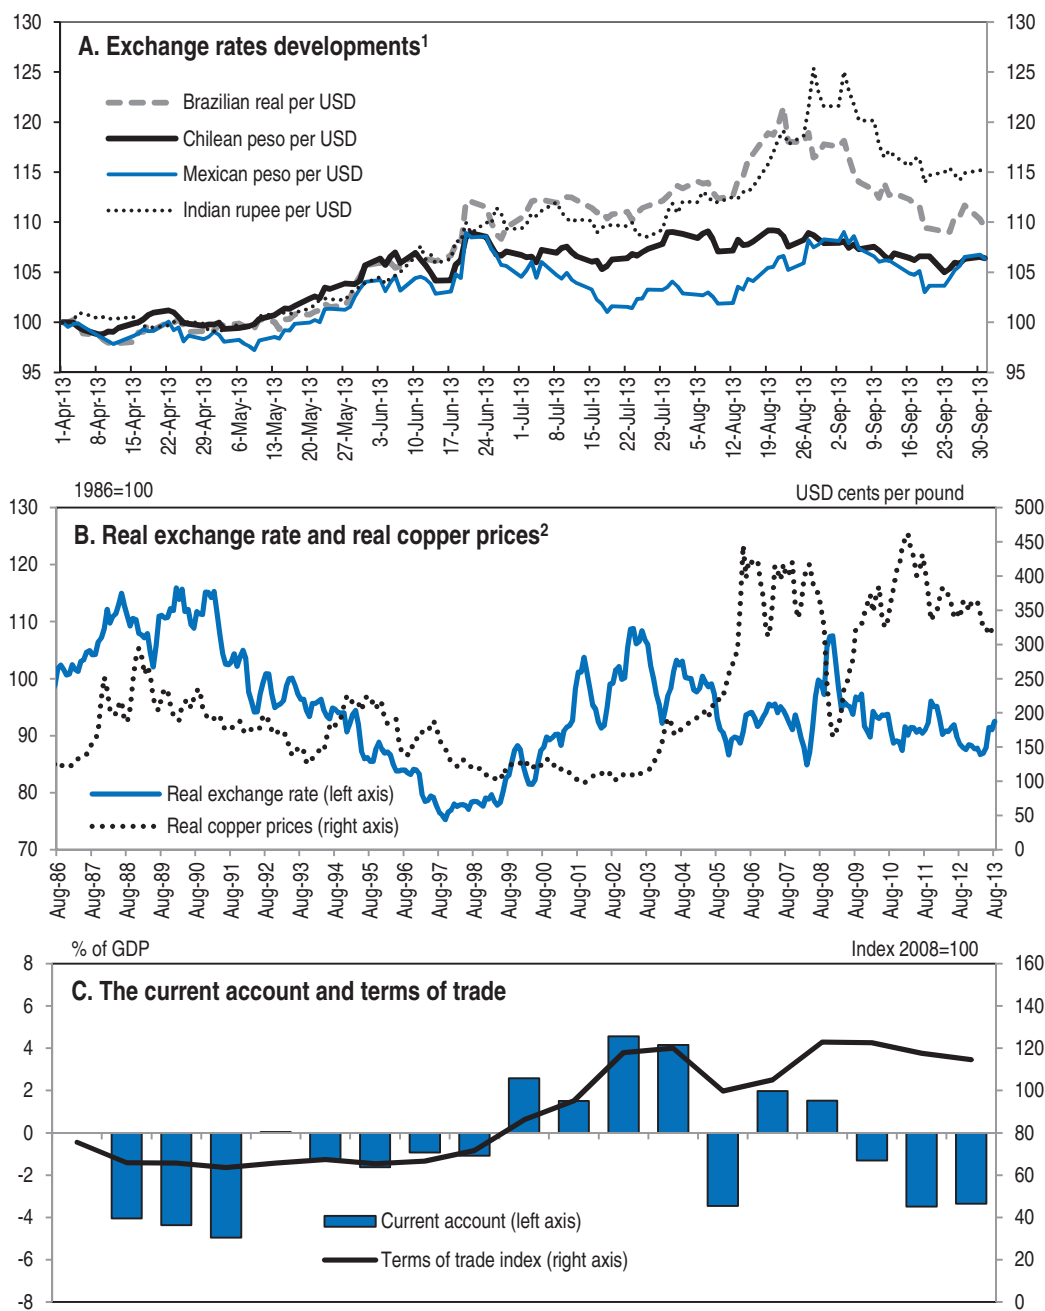 A. Exchange rates developments1
Brazilian real per USD
Chilean peso per USD
Mexican peso per USD
Indian rupee per USD
130
125
120
115
110
105
100
95
130
125
120
115
110
105
100
95
1-Apr-13
8-Apr-13
15-Apr-13
22-Apr-13
29-Apr-13
6-May-13
13-May-13
20-May-13
27-May-13
3-Jun-13
10-Jun-13
17-Jun-13
24-Jun-13
1-Jul-13
8-Jul-13
15-Jul-13
22-Jul-13
29-Jul-13
5-Aug-13
12-Aug-13
19-Aug-13
26-Aug-13
2-Sep-13
9-Sep-13
16-Sep-13
23-Sep-13
30-Sep-13
1986=100
USD cents per pound
B. Real exchange rate and real copper prices2
130
120
110
100
90
80
70
500
450
400
350
300
250
200
150
100
50
0
Real exchange rate (left axis)
Real copper prices (right axis)
Aug-86
Aug-87
Aug-88
Aug-89
Aug-90
Aug-91
Aug-92
Aug-93
Aug-94
Aug-95
Aug-96
Aug-97
Aug-98
Aug-99
Aug-00
Aug-01
Aug-02
Aug-03
Aug-04
Aug-05
Aug-06
Aug-07
Aug-08
Aug-09
Aug-10
Aug-11
Aug-12
Aug-13
% of GDP
Index 2008=100
C. The current account and terms of trade
8
6
4
2
0
-2
-4
-6
-8
160
140
120
100
80
60
40
20
0
Current account (left axis)
Terms of trade index (right axis)